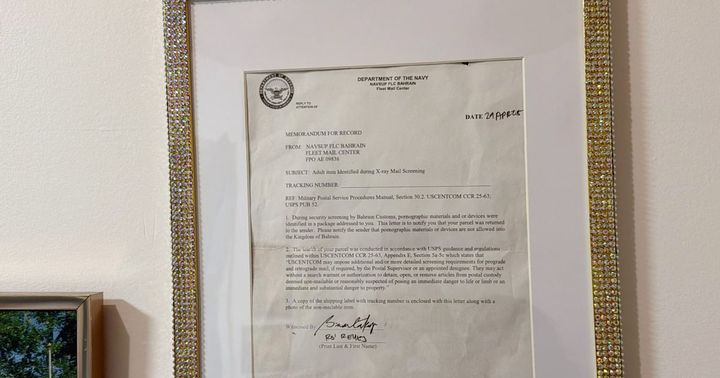 DEPARTMENT OF THE NAVY
NAVSUP FLC BAHRAIN
Fleet Mail Center
REPLY TO
ATTENTION OF
DATE
MEMORANDUM FOR RECORD
FROM: NAVSUP FLC BAHRAIN
FLEET MAIL CENTER
FPO AE 09838
SUBJECT: Adult item Identified during X-ray Mail Screening
TRACKING NUMBER:
REF: Military Postal Service Procedures Manual, Section 50.2. USCENTCOM CCR 25-63,
USPS PUB 52.
1. During security screening by Bahrain Customs, pornographic materials and or devices were
identified in a package addressed to you. This letter is to notify you that your parcel was returned
to the sender. Please notify the sender that pornographic materials or devices are not allowed into
the Kingdom of Bahrain.
2. The search of your parcel was conducted in accordance with USPS guidance and regulations
outlined within USCENTCOM CCR 25-63, Appendix E, Section 3a-5c which states that
"USCENTCOM may impose additional and/or more detailed screening requirements for prograde
and retrograde mail, if required, by the Postal Supervisor or an appointed designee. They may act
without a search warrant or authorization to detain, open, or remove articles from postal custody
deemed non-mailable or reasonably suspected of posing an immediate danger to life or limb or an
immediate and substantial danger to property."
3. A copy of the shipping label with tracking number is enclosed with this letter along with a
photo of the non-mailable item.
Witnessed By
(Print Last & First Name)